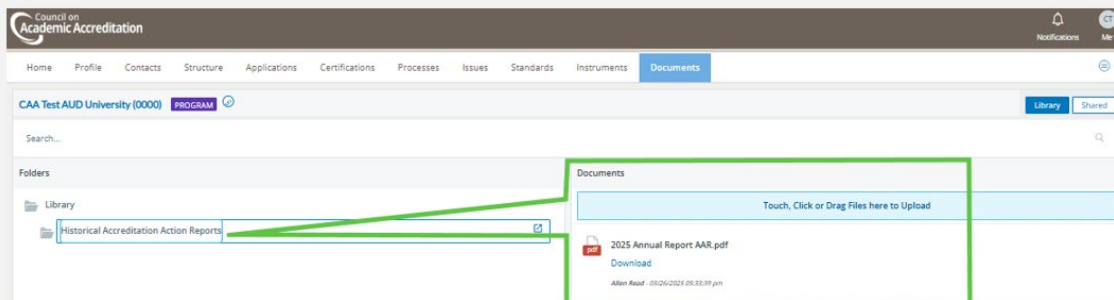 Council on
Academic Accreditation
Notifications
CT
Me
Home Profile Contacts Structure Applications Certifications Processes Issues Standards Instruments Documents
CAA Test AUD University (0000) PROGRAM
Library Shared
Search...
Folders
Documents
Library
Touch, Click or Drag Files here to Upload
Historical Accreditation Action Reports
pdf
2025 Annual Report AAR.pdf
Download
Allen Read - 09/26/2025 05:33:39 pm